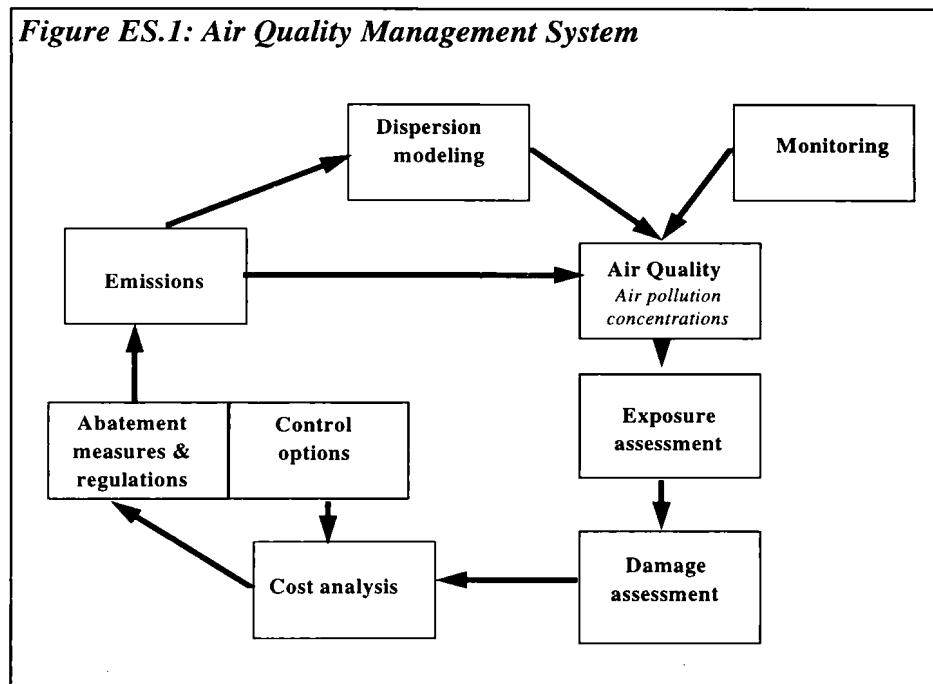 Figure ES.1: Air Quality Management System
Dispersion
modeling
Monitoring
Emissions
Air Quality
Air pollution
concentrations
Abatement
measures &
regulations
Control
options
Exposure
assessment
Cost analysis
Damage
assessment